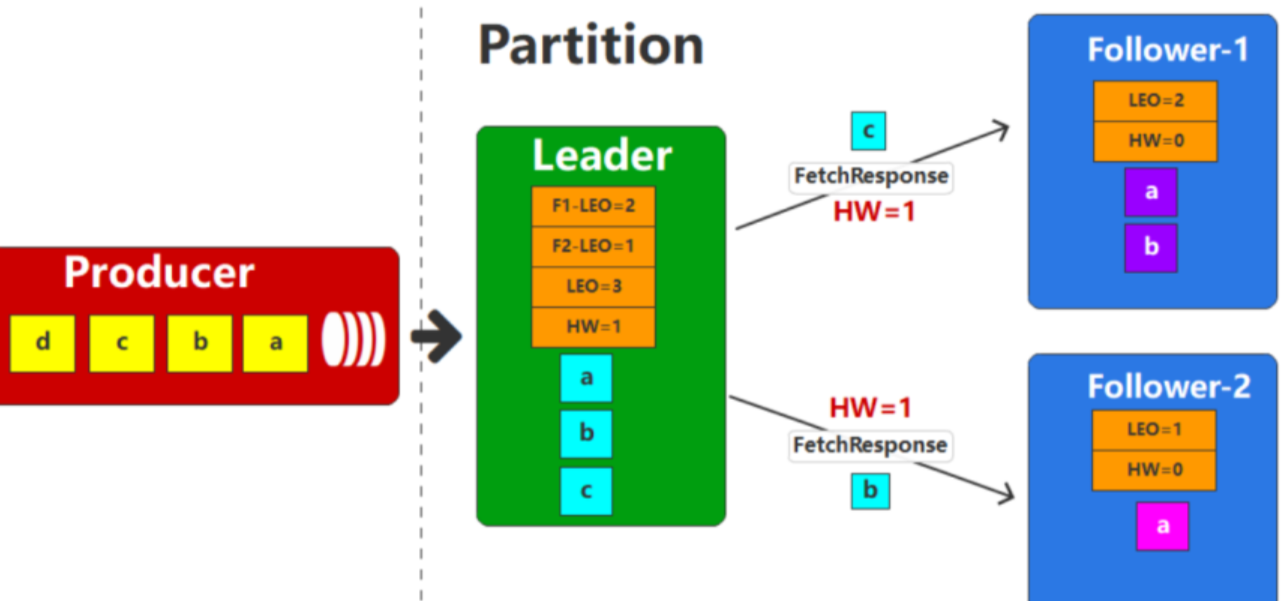 Partition
Producer
d
c
b
a
Leader
F1-LEO=2
F2-LEO=1
LEO=3
HW=1
a
b
c
c
FetchResponse
HW=1
HW=1
FetchResponse
b
Follower-1
LEO=2
HW=0
a
b
Follower-2
LEO=1
HW=0
a